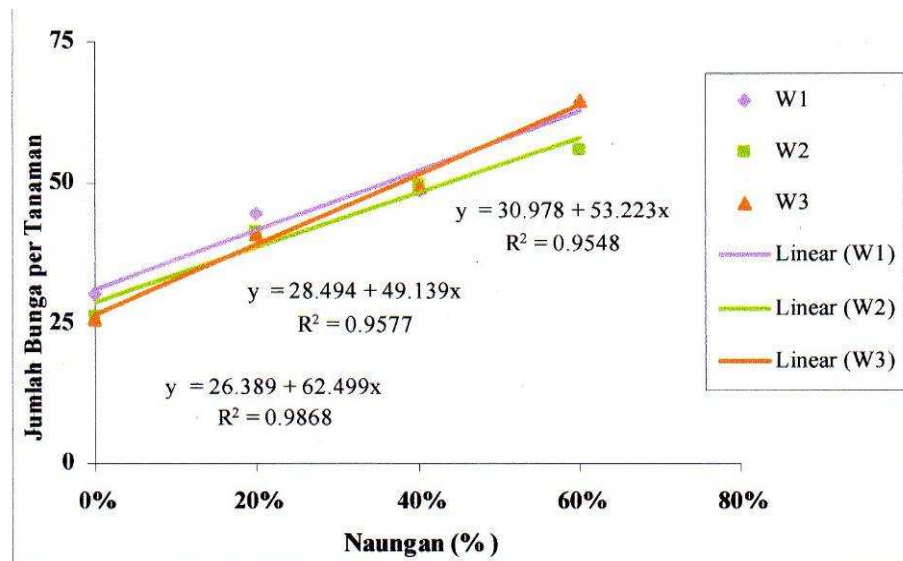 Jumlah Bunga per Tanaman
75
50
25
0
0%
20%
40%
60%
80%
Naungan (%)
y = 30.978 + 53.223x
R² = 0.9548
y = 28.494 + 49.139x
R² = 0.9577
y = 26.389 + 62.499x
R² = 0.9868
W1
W2
W3
Linear (W1)
Linear (W2)
Linear (W3)